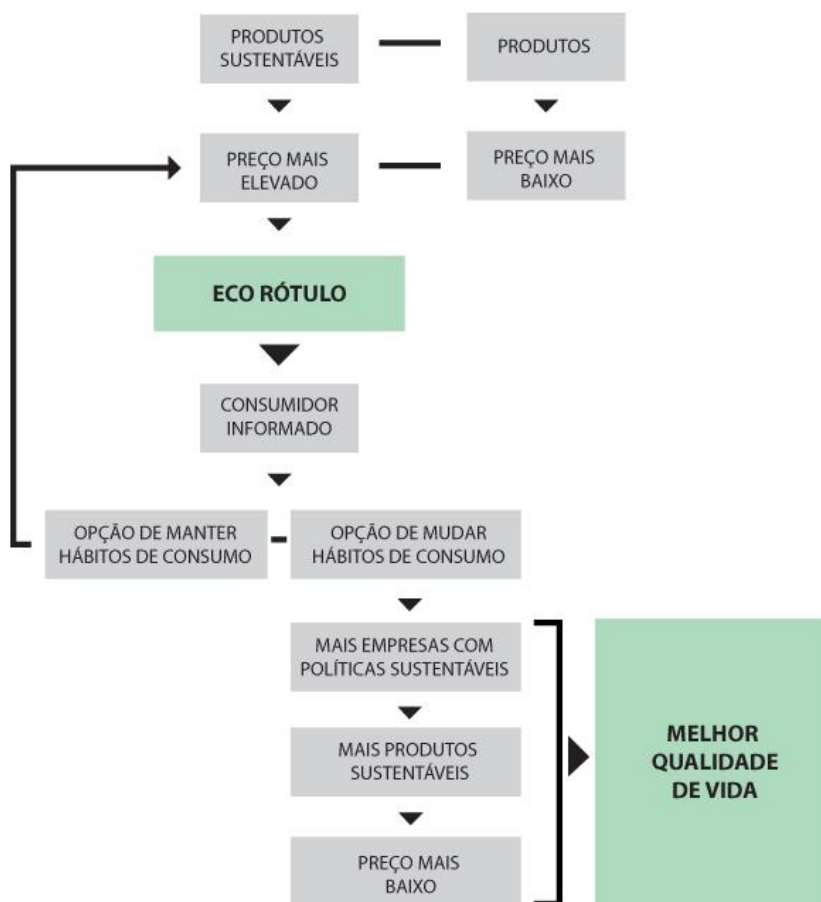 PRODUTOS
SUSTENTÁVEIS
PRODUTOS
PREÇO MAIS
ELEVADO
PREÇO MAIS
BAIXO
ECO RÓTULO
CONSUMIDOR
INFORMADO
OPÇÃO DE MANTER
HÁBITOS DE CONSUMO
OPÇÃO DE MUDAR
HÁBITOS DE CONSUMO
MAIS EMPRESAS COM
POLÍTICAS SUSTENTÁVEIS
MAIS PRODUTOS
SUSTENTÁVEIS
PREÇO MAIS
BAIXO
MELHOR
QUALIDADE
DE VIDA